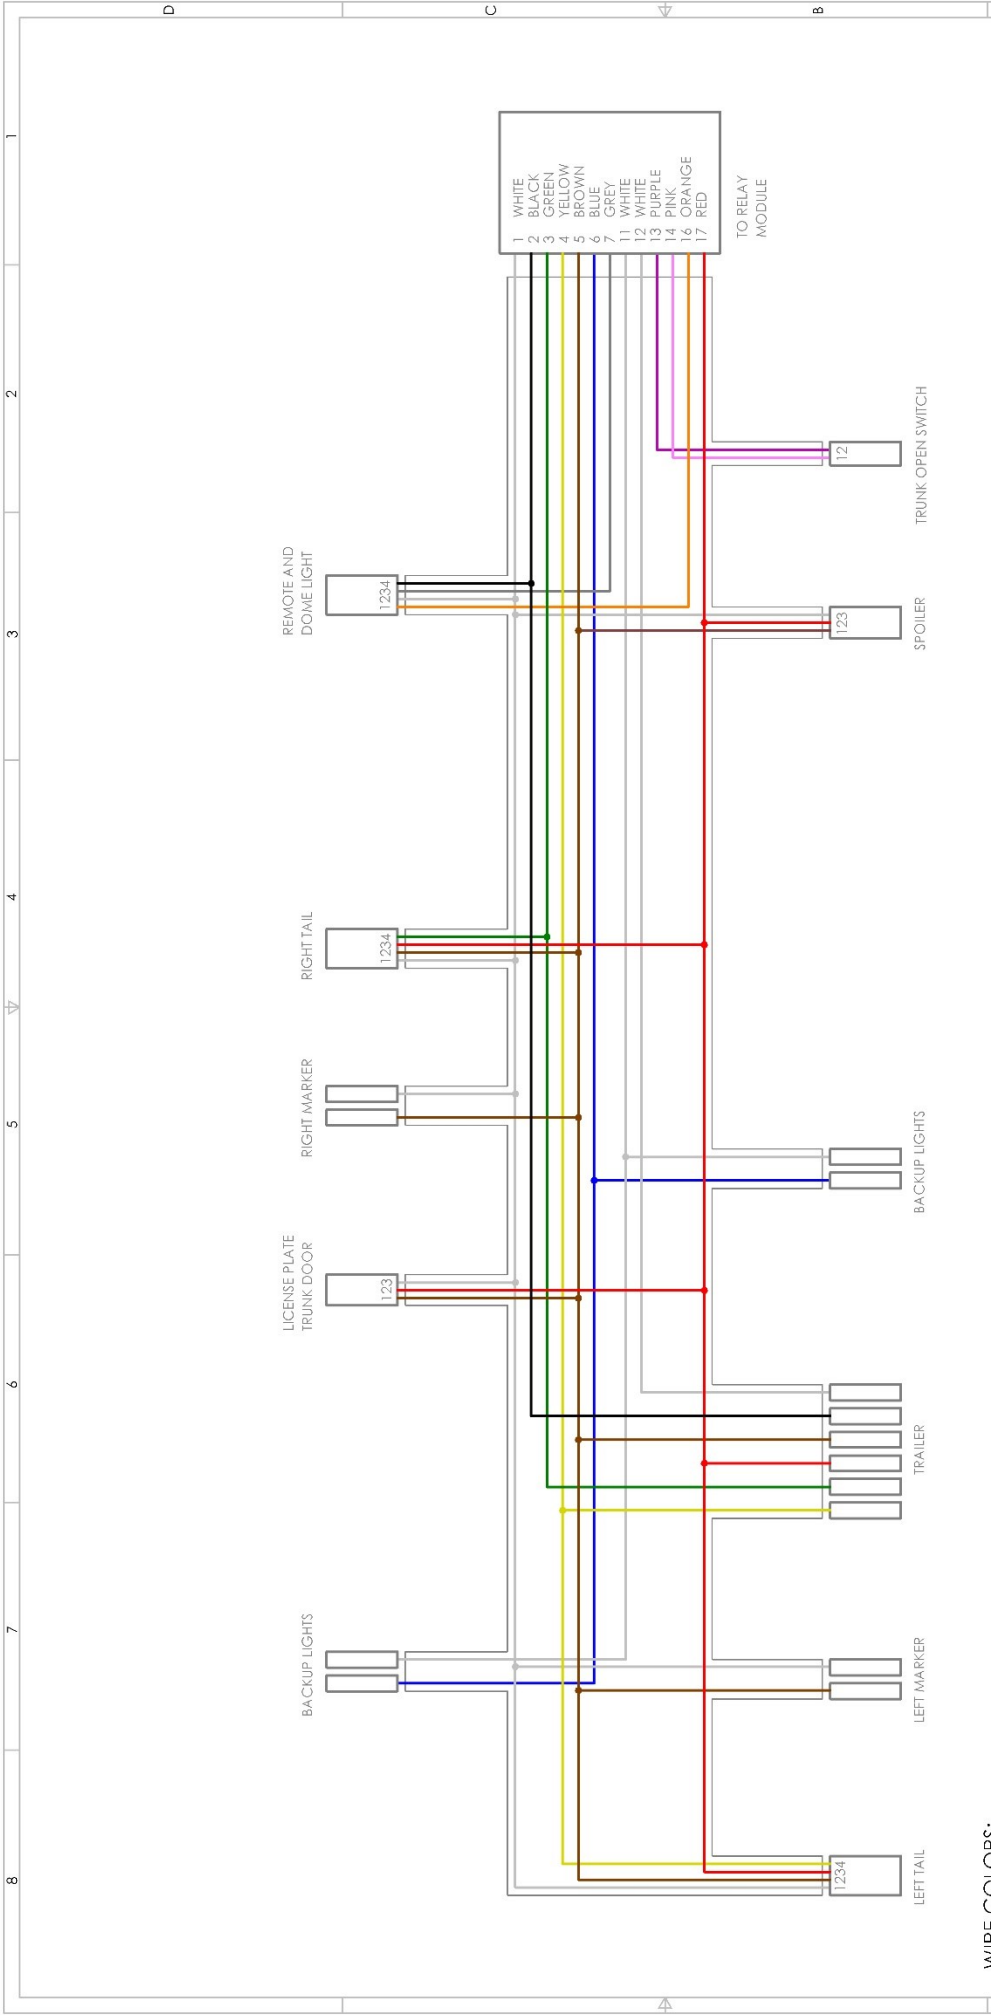 D
C
B
1
2
3
4
5
6
7
8
1 WHITE
2 BLACK
3 GREEN
4 YELLOW
5 BROWN
6 BLUE
7 GREY
11 WHITE
12 WHITE
13 PURPLE
14 PINK
16 ORANGE
17 RED
TO RELAY
MODULE
12
TRUNK OPEN SWITCH
REMOTE AND
DOME LIGHT
1234
123
SPOILER
RIGHT TAIL
1234
RIGHT MARKER
BACKUP LIGHTS
LICENSE PLATE
TRUNK DOOR
123
TRAILER
BACKUP LIGHTS
LEFT MARKER
1234
LEFT TAIL
WIRE COLORS: